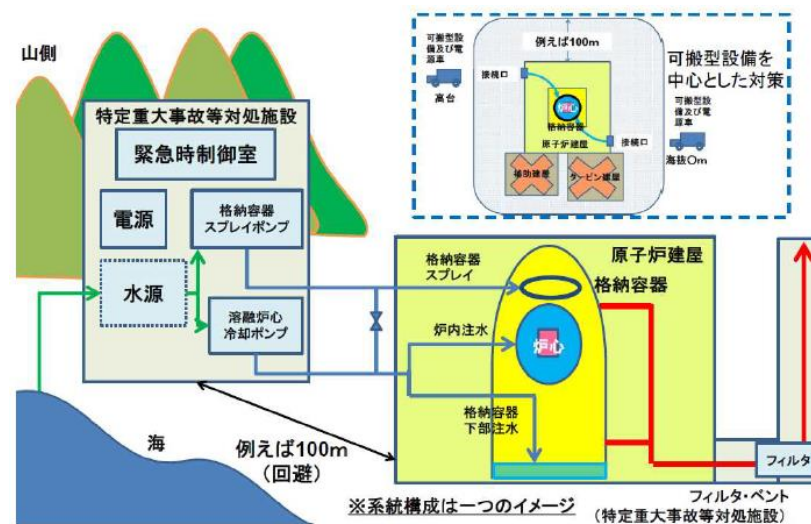 山側
特定重大事故等対処施設
緊急時制御室
電源
格納容器
スプレイポンプ
水源
溶融炉心
冷却ポンプ
海
例えば100m
(回避)
可搬型設
備及び電
源車
高台
例えば100m
接続口
炉心
格納容器
原子炉建屋
接続口
補助建屋
タービン建屋
可搬型設備を
中心とした対策
可搬型設
備及び電
源車
海抜〇m
原子炉建屋
格納容器
格納容器
スプレイ
炉内注水
炉心
格納容器
下部注水
フィルタ
フィルタ・ベント
(特定重大事故等対処施設)
※系統構成は一つのイメージ